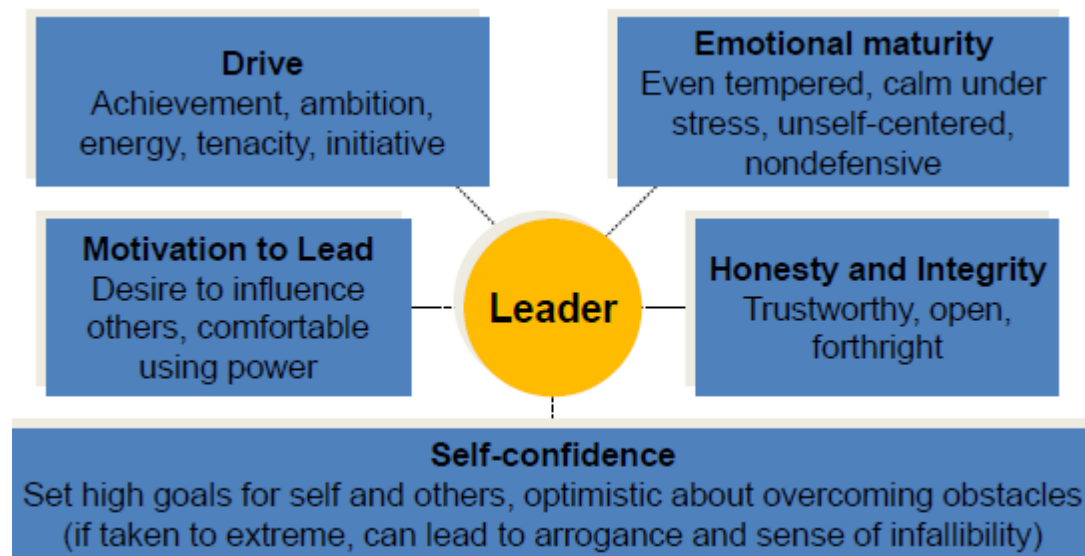 Drive
Achievement, ambition,
energy, tenacity, initiative
Emotional maturity
Even tempered, calm under
stress, unself-centered,
nondefensive
Motivation to Lead
Desire to influence
others, comfortable
using power
Leader
Honesty and Integrity
Trustworthy, open,
forthright
Self-confidence
Set high goals for self and others, optimistic about overcoming obstacles
(if taken to extreme, can lead to arrogance and sense of infallibility)